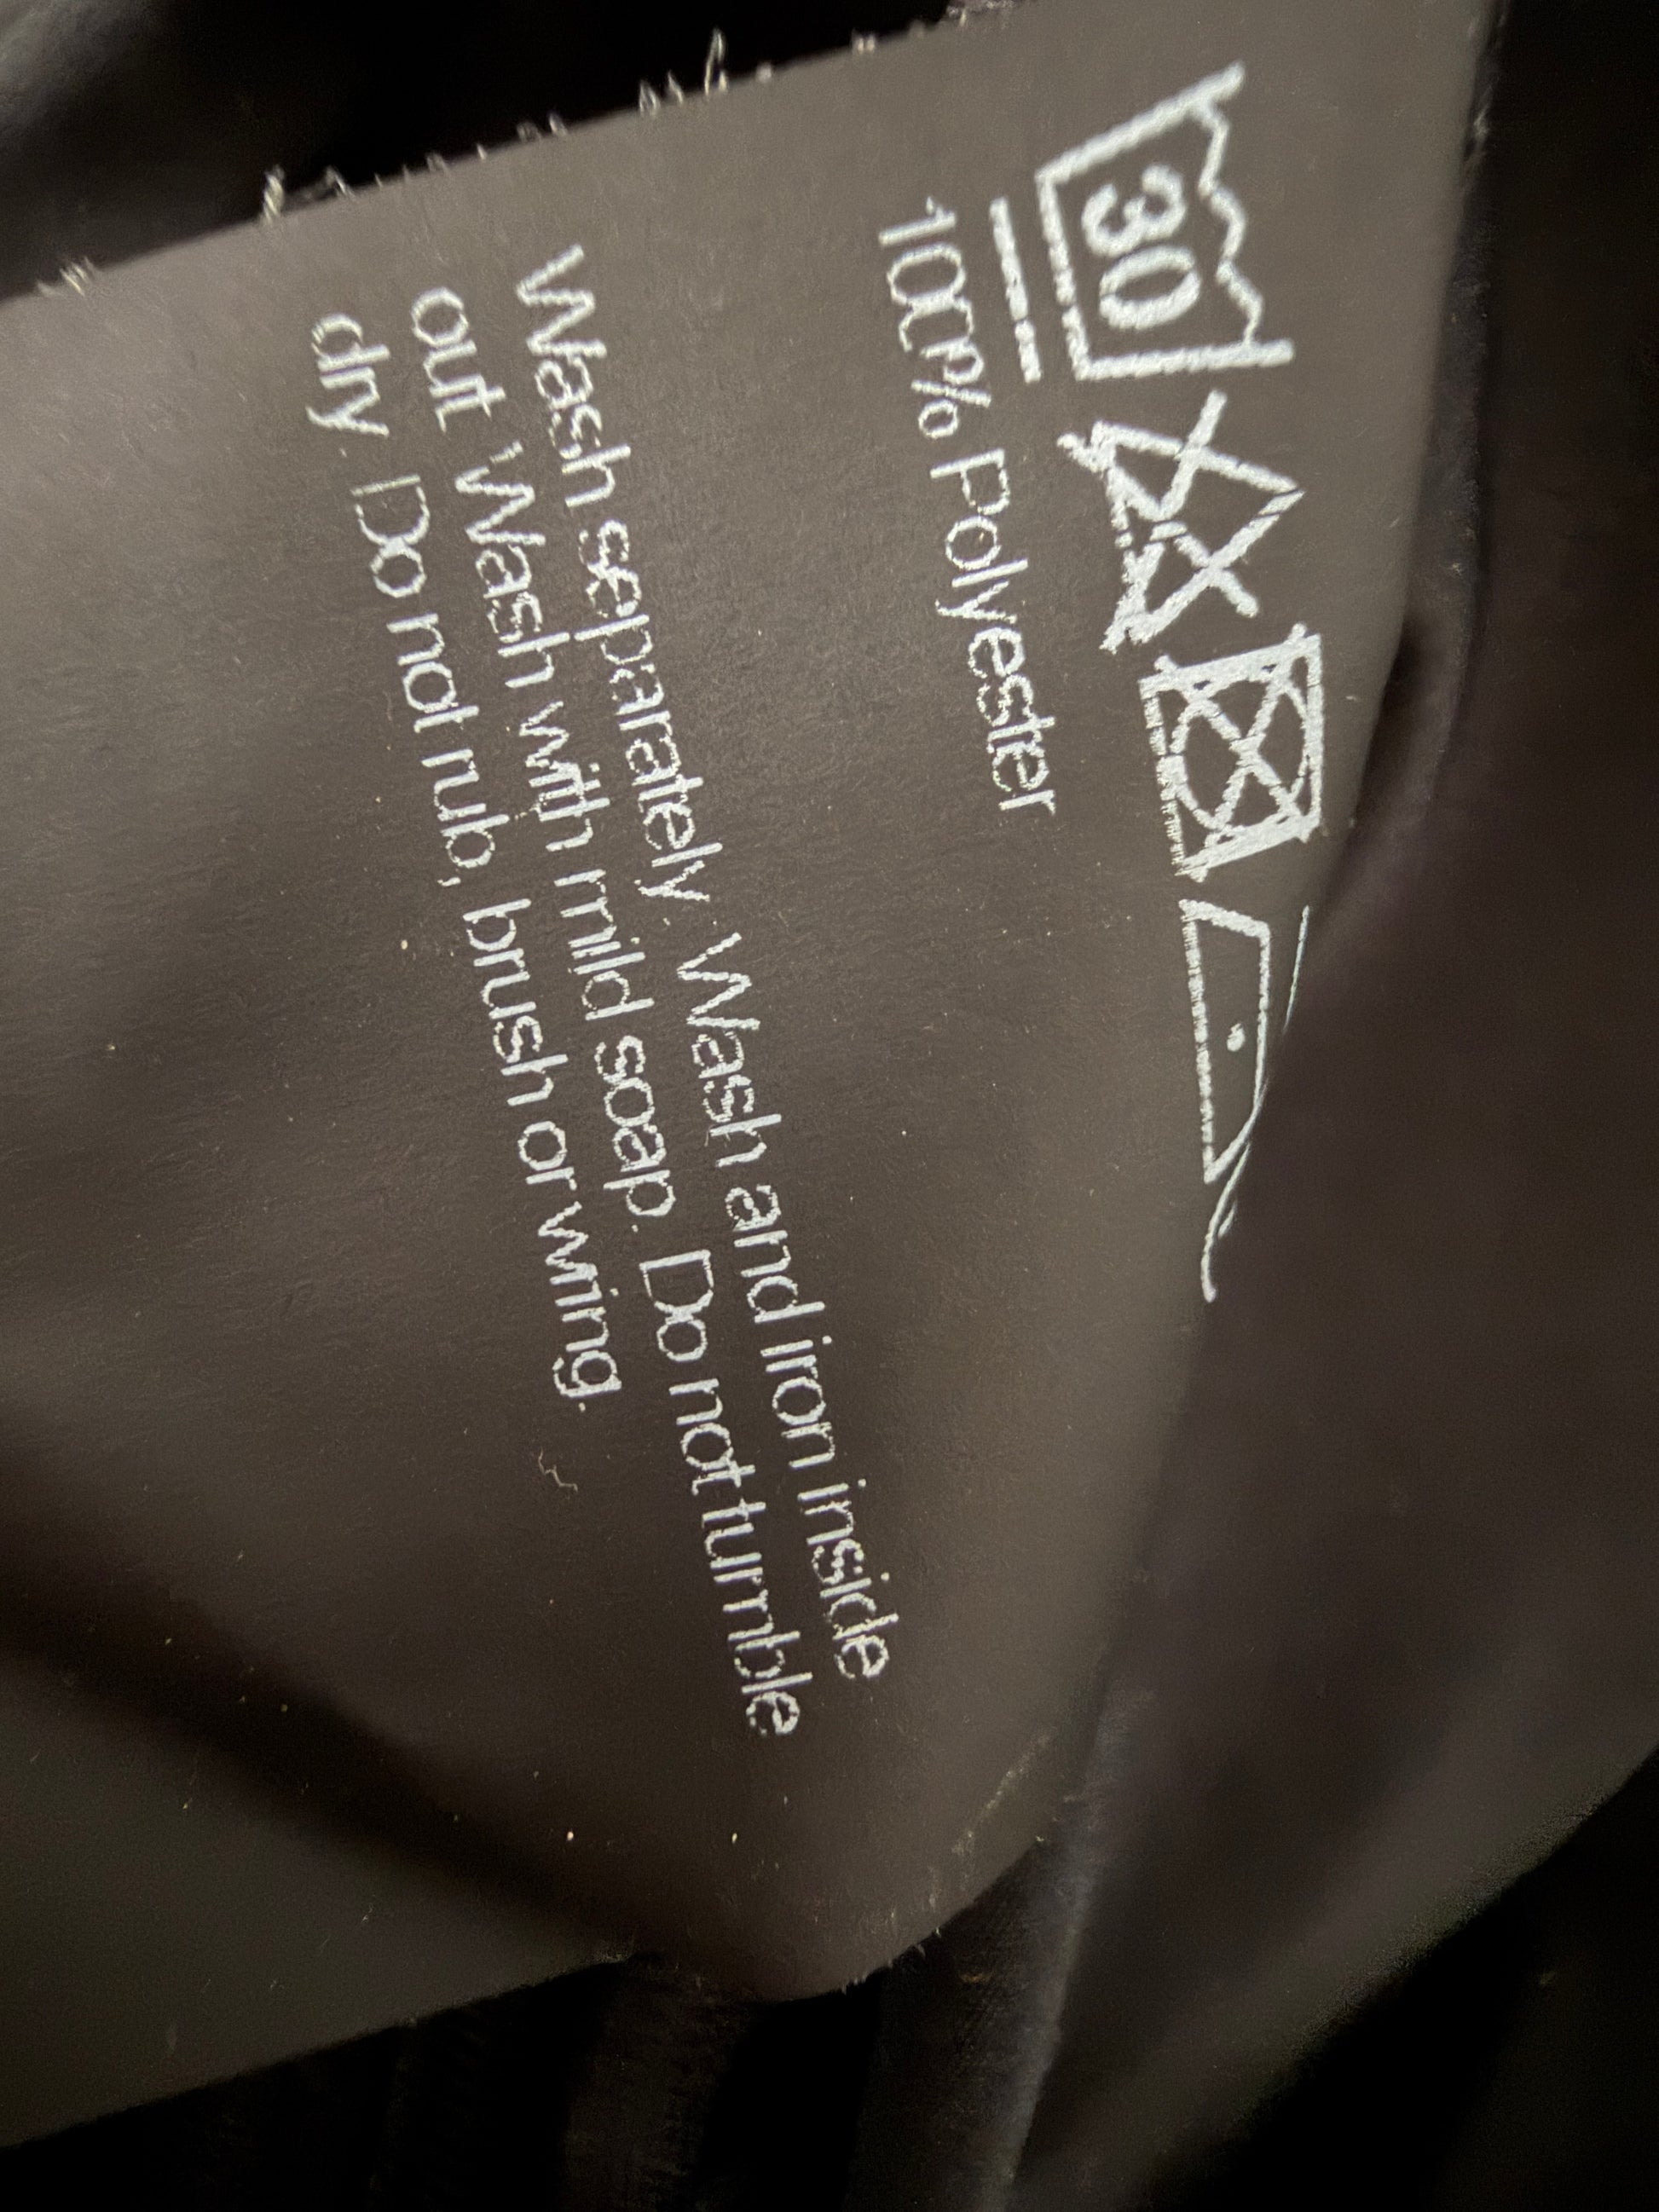 30
100% Polyester
Wash separately. Wash and iron inside
out. Wash with mild soap. Do not tumble
dry. Do not rub, brush or wring.